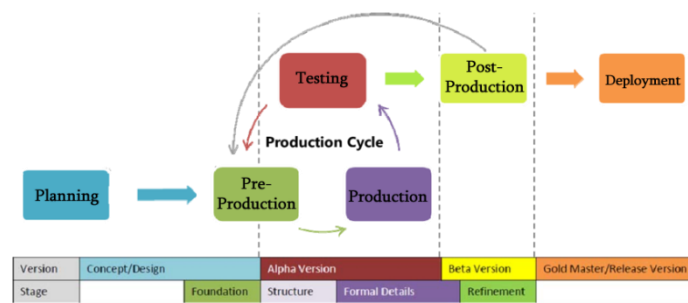 Testing
Post-
Production
Deployment
Production Cycle
Planning
Pre-
Production
Production
Version Concept/Design Alpha Version Beta Version Gold Master/Release Version
Stage Foundation Structure Formal Details Refinement